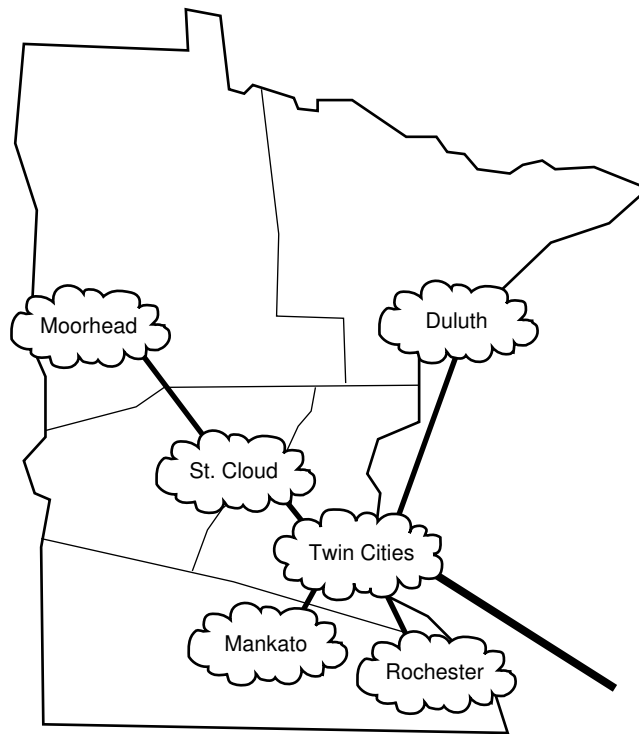 Moorhead
Duluth
St. Cloud
Twin Cities
Mankato
Rochester